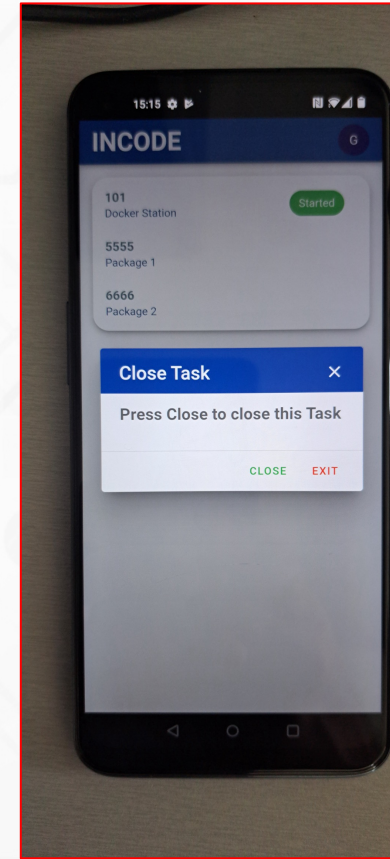 15:15
INCODE
G
101
Docker Station
Started
5555
Package 1
6666
Package 2
Close Task
Press Close to close this Task
CLOSE EXIT